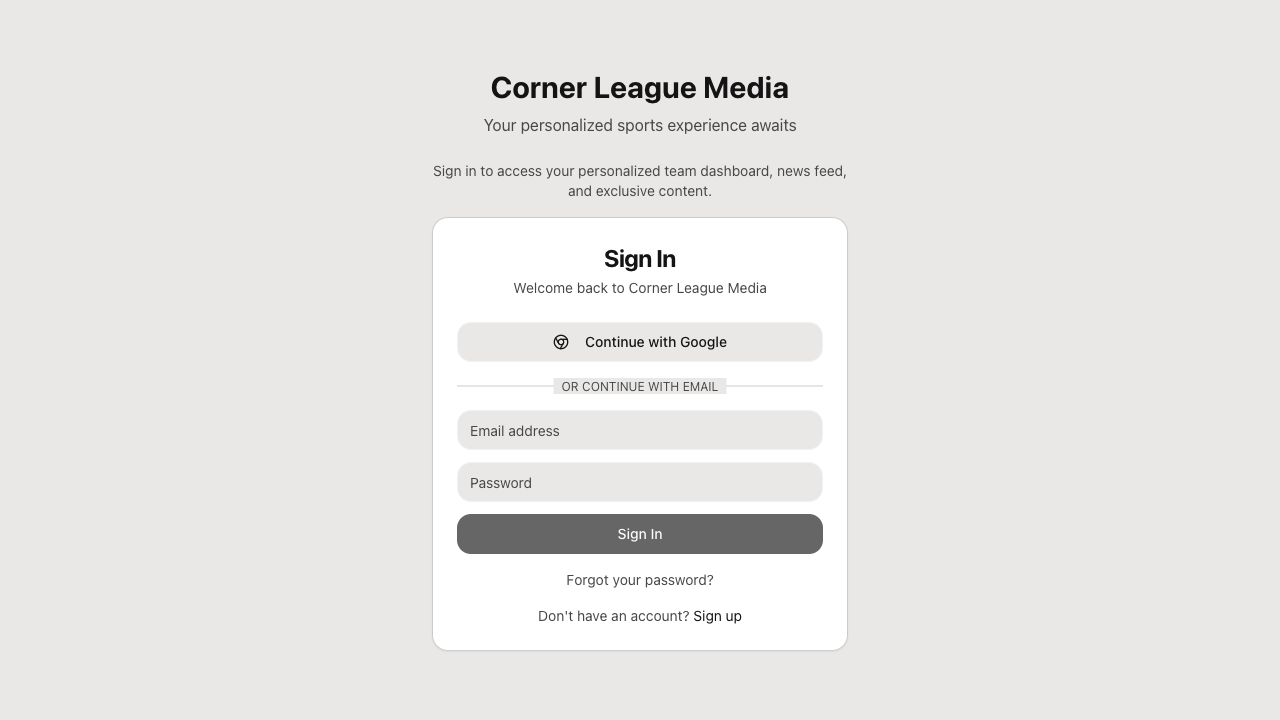 Corner League Media
Your personalized sports experience awaits
Sign in to access your personalized team dashboard, news feed,
and exclusive content.
Sign In
Welcome back to Corner League Media
Continue with Google
OR CONTINUE WITH EMAIL
Email address
Password
Sign In
Forgot your password?
Don't have an account? Sign up